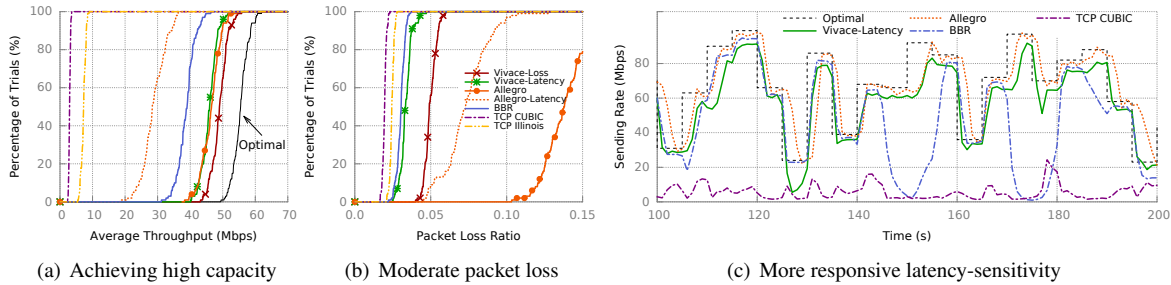 Percentage of Trials (%)
100
80
60
40
20
0
0 10 20 30 40 50 60 70
Average Throughput (Mbps)
Optimal
(a) Achieving high capacity
Percentage of Trials (%)
100
80
60
40
20
0
0 0.05 0.1 0.15
Packet Loss Ratio
Vivace-Loss
Vivace-Latency
Allegro
Allegro-Latency
BBR
TCP CUBIC
TCP Illinois
(b) Moderate packet loss
Optimal
Vivace-Latency
Allegro
BBR
TCP CUBIC
Sending Rate (Mbps)
100
80
60
40
20
0
100 120 140 160 180 200
Time (s)
(c) More responsive latency-sensitivity